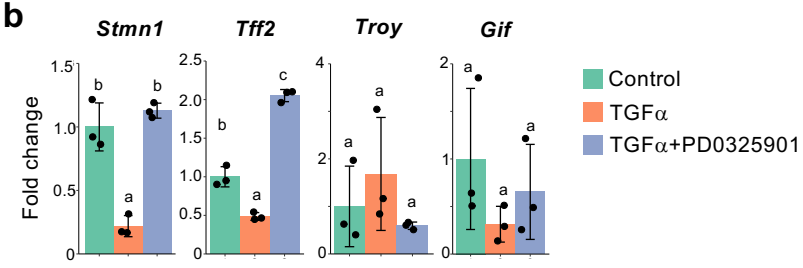 b
Stmn1
Tff2
Troy
Gif
Fold change
1.5
1.0
0.5
0
b
a
b
2.5
2.0
1.5
1.0
0.5
0
b
a
c
4
2
0
a
a
a
2
1
0
a
a
a
Control
TGFα
TGFα+PD0325901